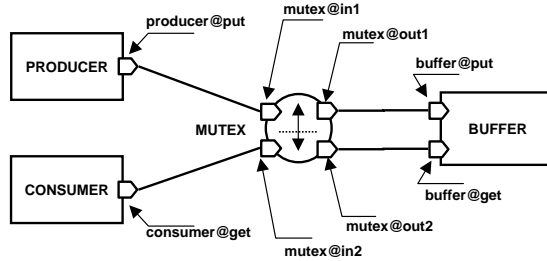 producer@put
mutex@in1
mutex@out1
buffer@put
PRODUCER
MUTEX
BUFFER
CONSUMER
consumer@get
mutex@in2
mutex@out2
buffer@get